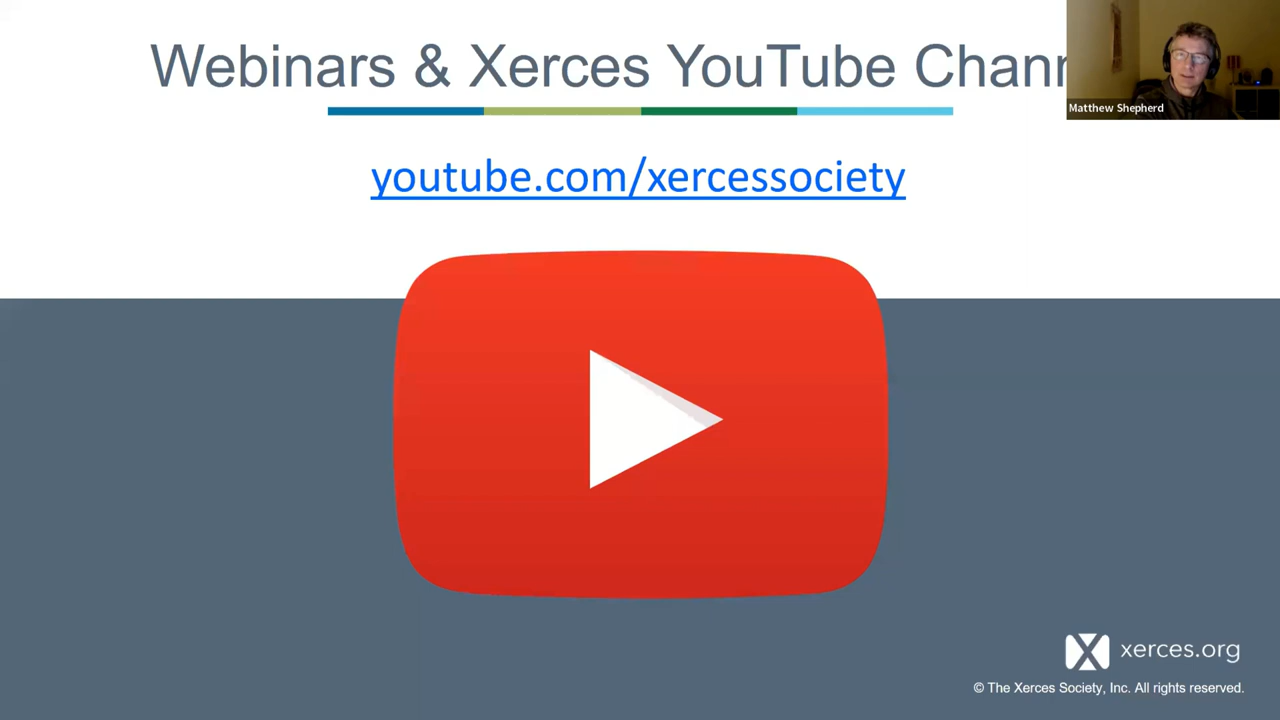 Webinars & Xerces YouTube Chann
Matthew Shepherd
youtube.com/xercessociety
xerces.org
© The Xerces Society, Inc. All rights reserved.